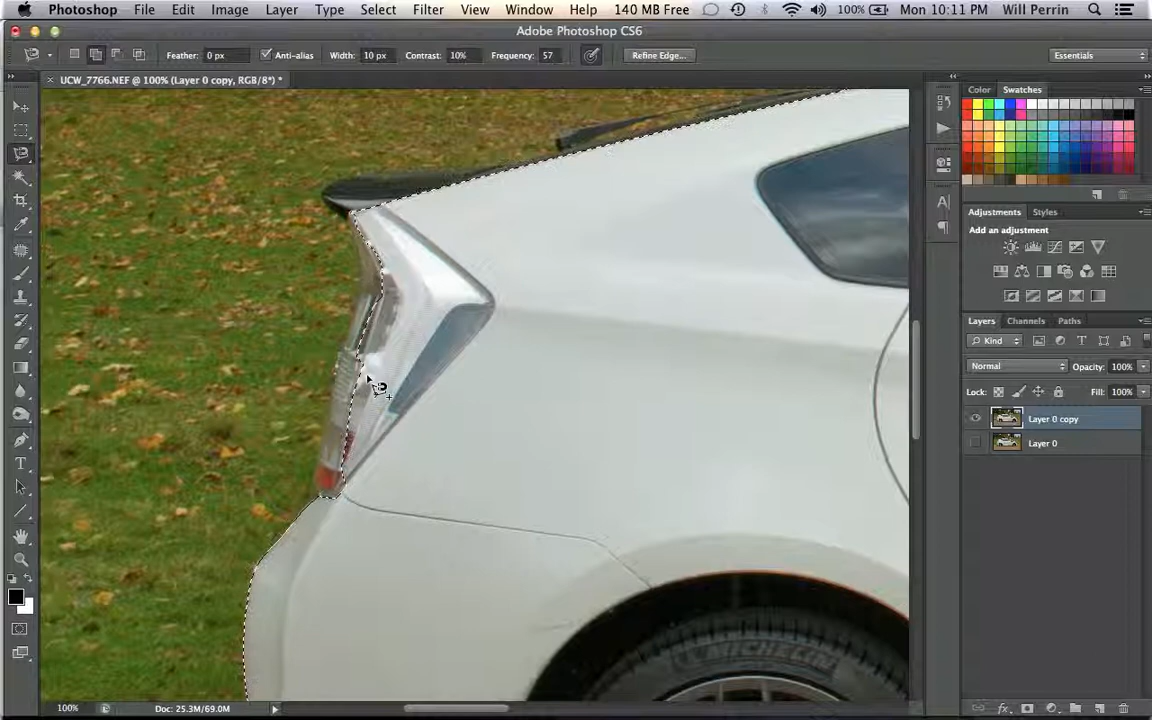 Photoshop File Edit Image Layer Type Select Filter View Window Help 140 MB Free 100% Mon 10:11 PM Will Perrin
Adobe Photoshop CS6
Feather: 0 px Anti-alias Width: 10 px Contrast: 10% Frequency: 57 Refine Edge... Essentials
UCW_7766.NEF @ 100% (Layer 0 copy, RGB/8*) *
Color Swatches
Adjustments Styles
Add an adjustment
Layers Channels Paths
Kind
Normal Opacity: 100%
Lock: Fill: 100%
Layer 0 copy
Layer 0
MICHELIN
100% Doc: 25.3M/69.0M